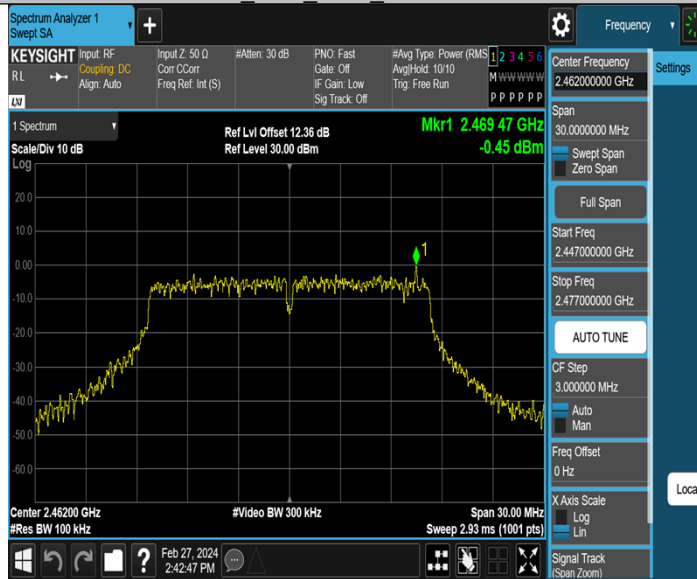 Spectrum Analyzer 1
Swept SA
Frequency
KEYSIGHT
RL
LXI
Input: RF
Coupling: DC
Align: Auto
Input Z: 50 Ω
Corr CCorr
Freq Ref: Int (S)
#Atten: 30 dB
PNO: Fast
Gate: Off
IF Gain: Low
Sig Track: Off
#Avg Type: Power (RMS
Avg|Hold: 10/10
Trig: Free Run
1 2 3 4 5 6
M W W W W W
P P P P P P
1 Spectrum
Scale/Div 10 dB
Log
Ref Lvl Offset 12.36 dB
Ref Level 30.00 dBm
Mkr1 2.469 47 GHz
-0.45 dBm
20.0
10.0
0.00
-10.0
-20.0
-30.0
-40.0
-50.0
-60.0
1
Center 2.46200 GHz
#Res BW 100 kHz
#Video BW 300 kHz
Span 30.00 MHz
Sweep 2.93 ms (1001 pts)
Feb 27, 2024
2:42:47 PM
Center Frequency
2.462000000 GHz
Span
30.0000000 MHz
Swept Span
Zero Span
Full Span
Start Freq
2.447000000 GHz
Stop Freq
2.477000000 GHz
AUTO TUNE
CF Step
3.000000 MHz
Auto
Man
Freq Offset
0 Hz
X Axis Scale
Log
Lin
Signal Track
(Span Zoom)
Settings
Loca